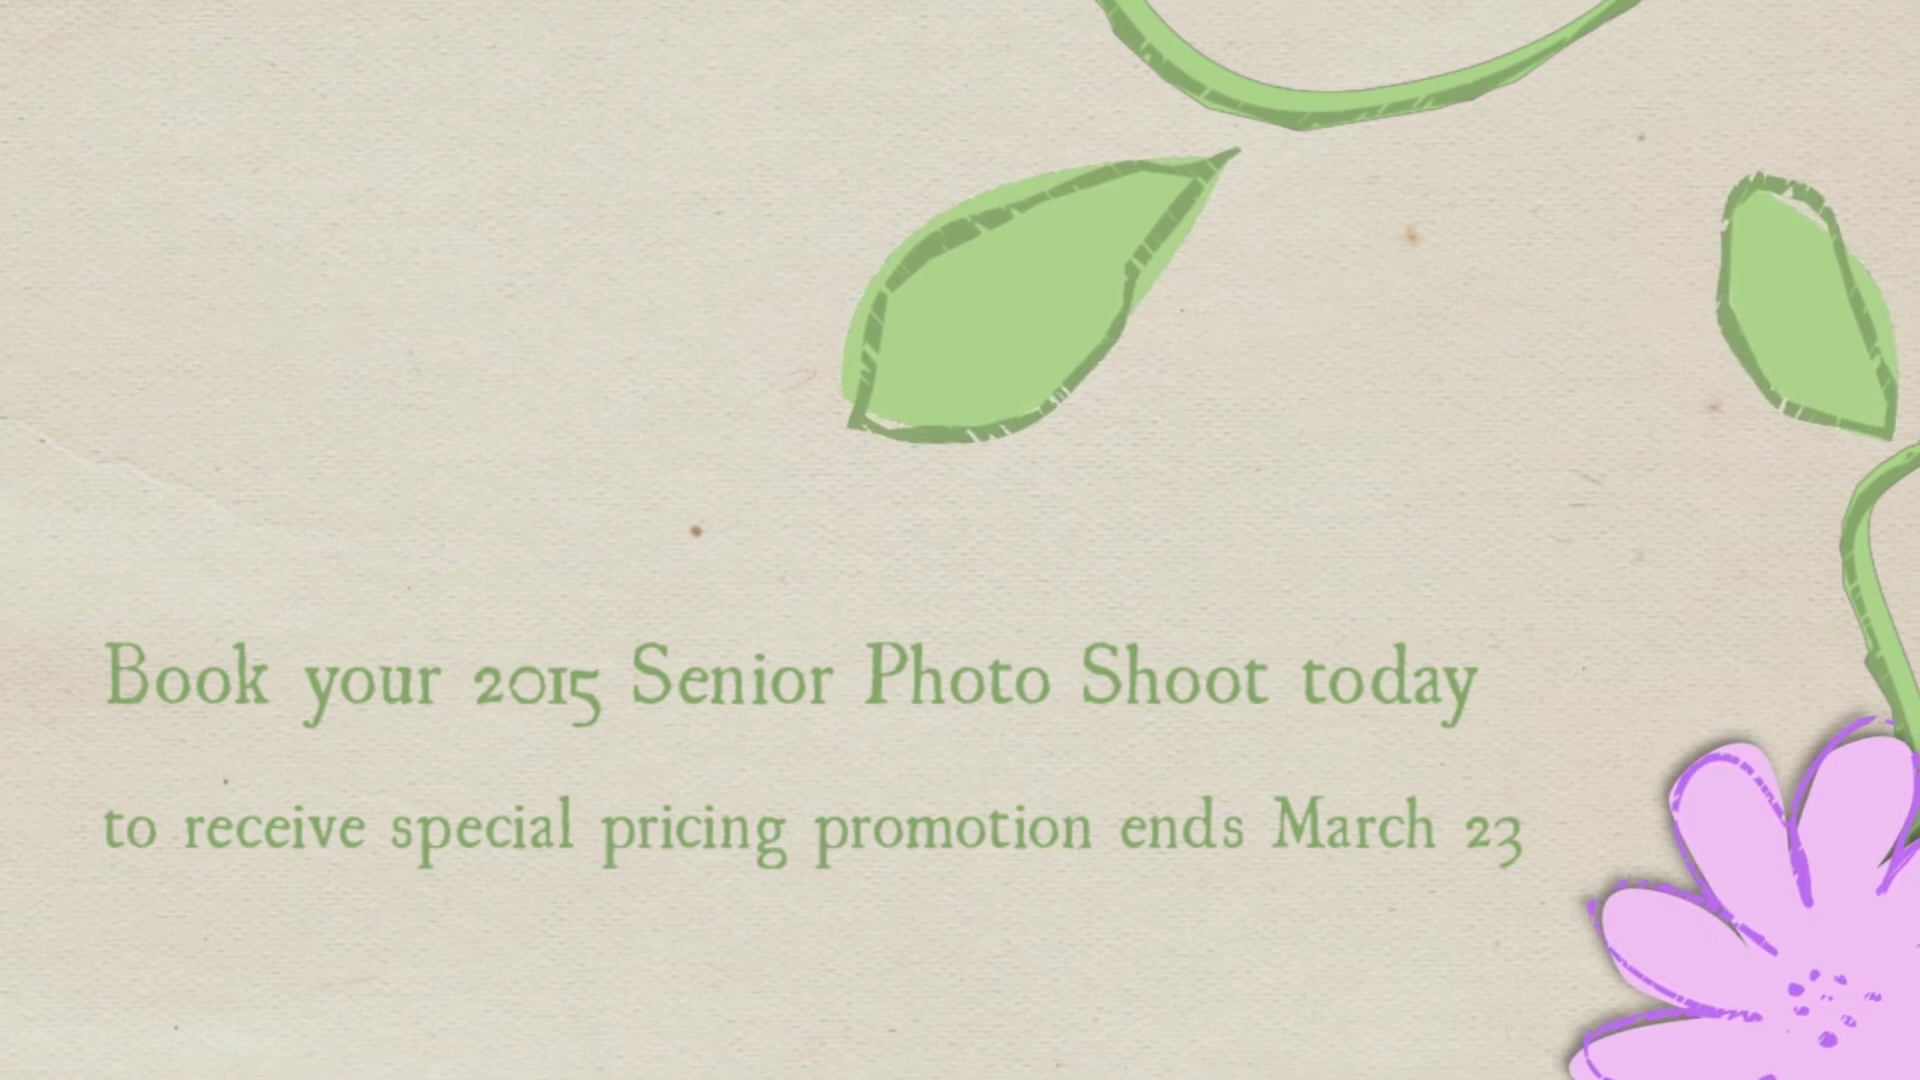 Book your 2015 Senior Photo Shoot today
to receive special pricing promotion ends March 23